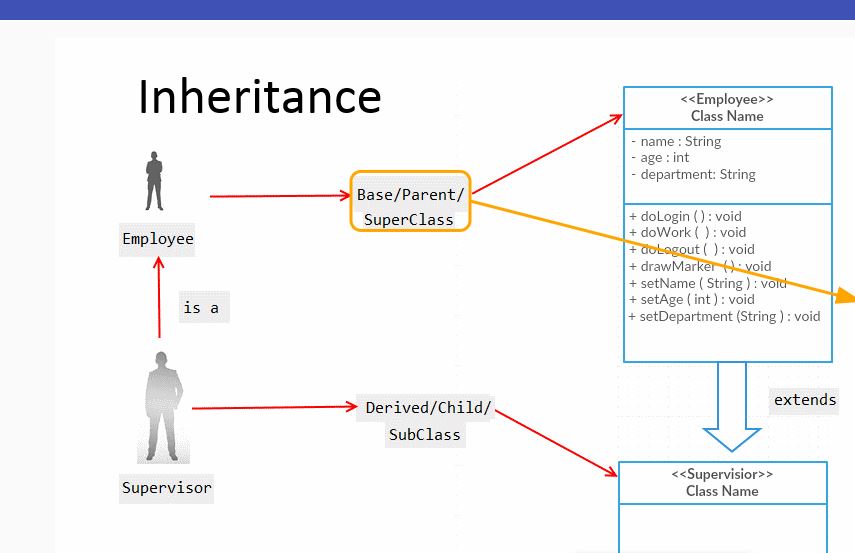 Inheritance
<<Employee>>
Class Name
- name : String
- age : int
- department: String
Base/Parent/
SuperClass
+ doLogin ( ) : void
+ doWork ( ) : void
+ doLogout ( ) : void
+ drawMarker ( ) : void
+ setName ( String ) : void
+ setAge ( int ) : void
+ setDepartment (String ) : void
Employee
is a
extends
Derived/Child/
SubClass
<<Supervisior>>
Class Name
Supervisor